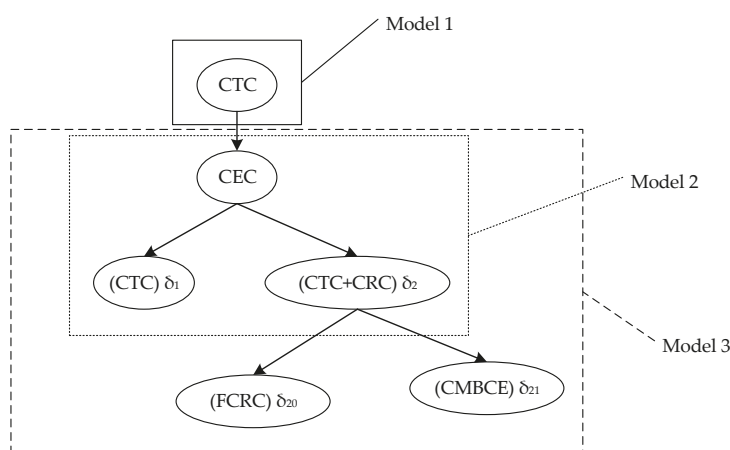 Model 1
CTC
CEC
Model 2
(CTC) δ1
(CTC+CRC) δ2
Model 3
(FCRC) δ20
(CMBCE) δ21